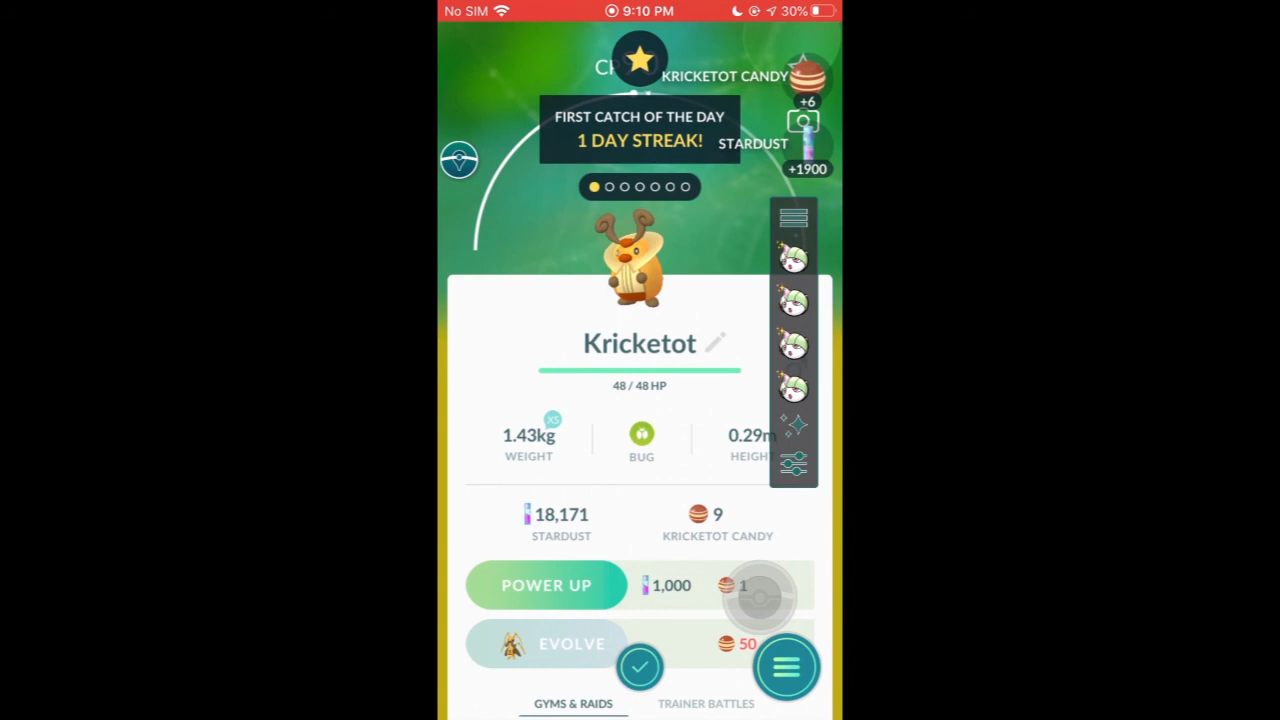 No SIM 9:10 PM 30%
CP
KRICKETOT CANDY
+6
FIRST CATCH OF THE DAY
1 DAY STREAK!
STARDUST
+1900
Kricketot
48 / 48 HP
XS
1.43kg
WEIGHT
BUG
0.29m
HEIGHT
18,171
STARDUST
9
KRICKETOT CANDY
POWER UP 1,000 1
EVOLVE 50
GYMS & RAIDS TRAINER BATTLES